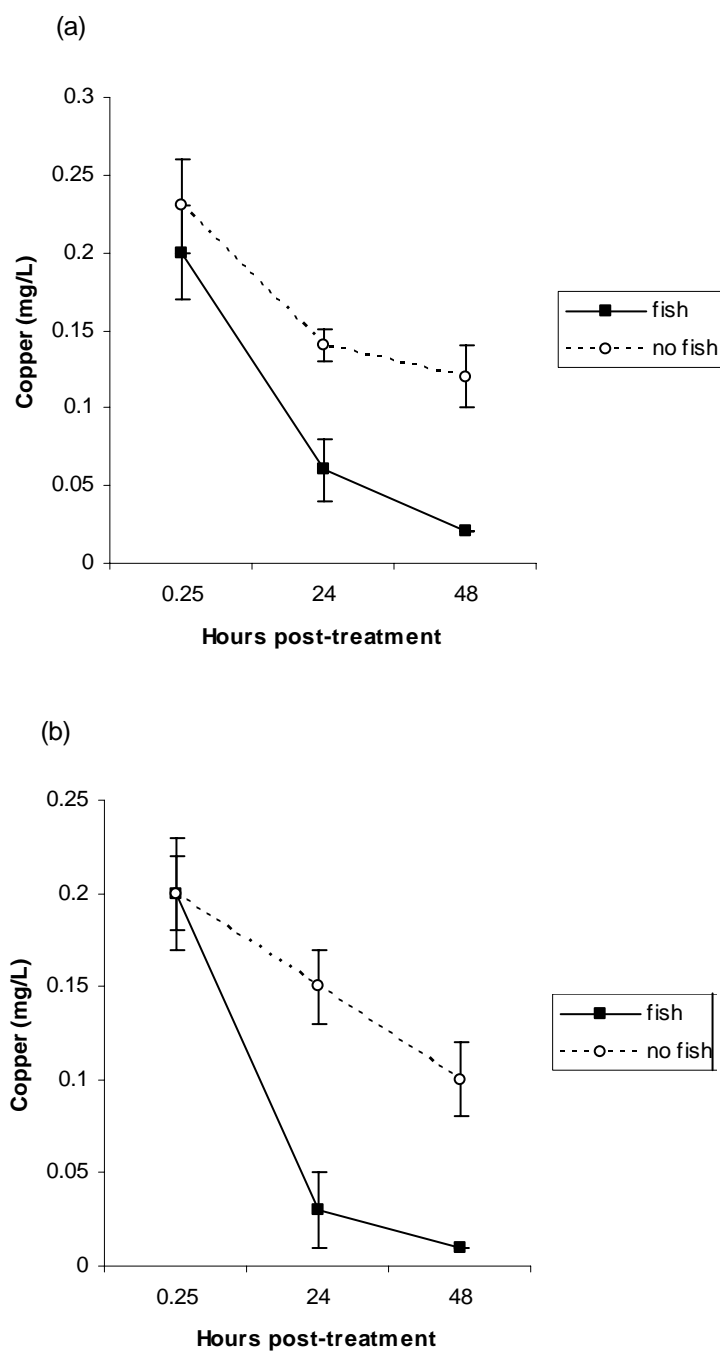 (a)
0.3
0.25
0.2
0.15
0.1
0.05
0
Copper (mg/L)
0.25 24 48
Hours post-treatment
fish
no fish
(b)
0.25
0.2
0.15
0.1
0.05
0
Copper (mg/L)
0.25 24 48
Hours post-treatment
fish
no fish